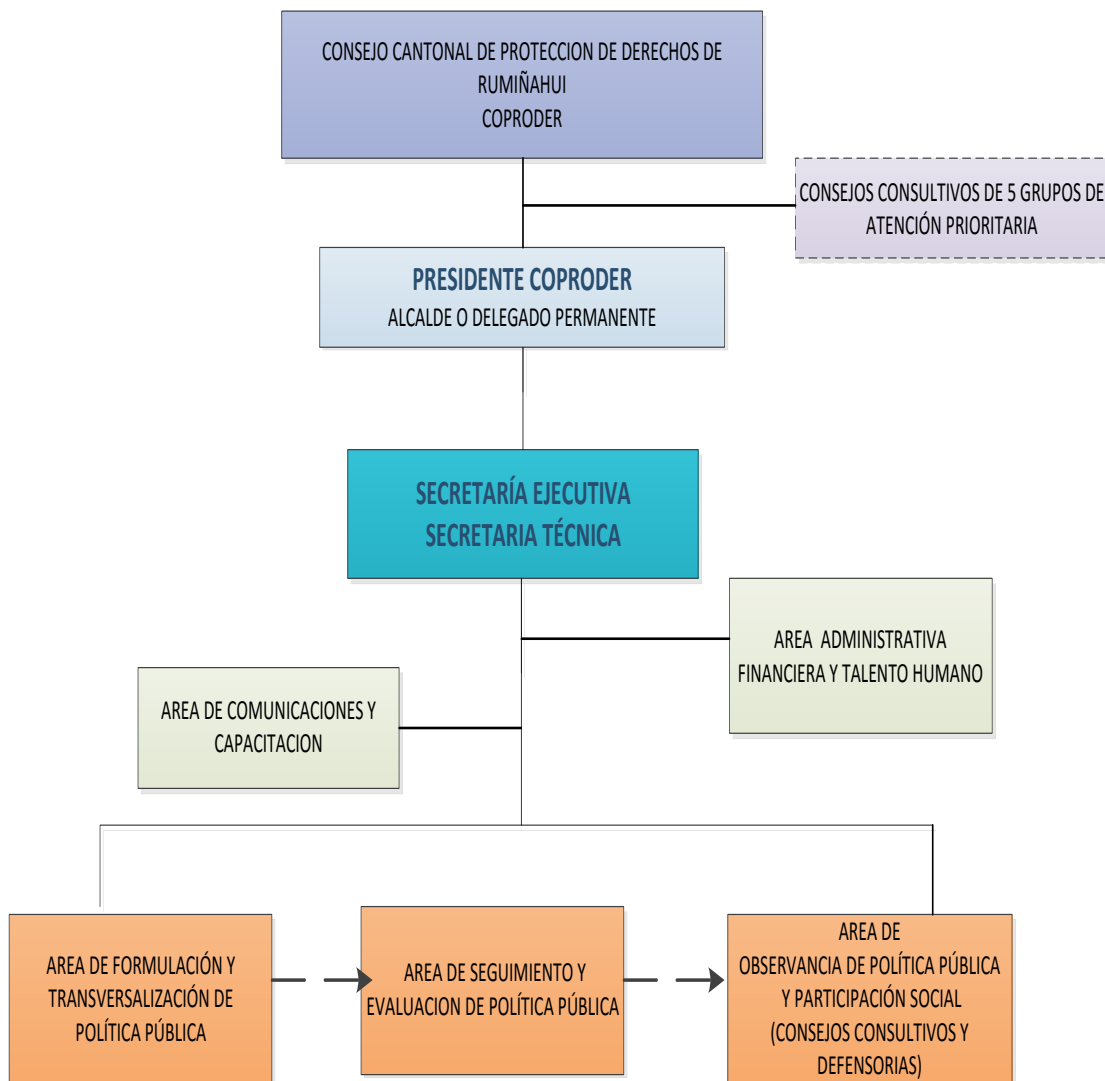 CONSEJO CANTONAL DE PROTECCION DE DERECHOS DE
RUMIÑAHUI
COPRODER
CONSEJOS CONSULTIVOS DE 5 GRUPOS DE
ATENCIÓN PRIORITARIA
PRESIDENTE COPRODER
ALCALDE O DELEGADO PERMANENTE
SECRETARÍA EJECUTIVA
SECRETARIA TÉCNICA
AREA ADMINISTRATIVA
FINANCIERA Y TALENTO HUMANO
AREA DE COMUNICACIONES Y
CAPACITACION
AREA DE FORMULACIÓN Y
TRANSVERSALIZACIÓN DE
POLÍTICA PÚBLICA
AREA DE SEGUIMIENTO Y
EVALUACION DE POLÍTICA PÚBLICA
AREA DE
OBSERVANCIA DE POLÍTICA PÚBLICA
Y PARTICIPACIÓN SOCIAL
(CONSEJOS CONSULTIVOS Y
DEFENSORIAS)